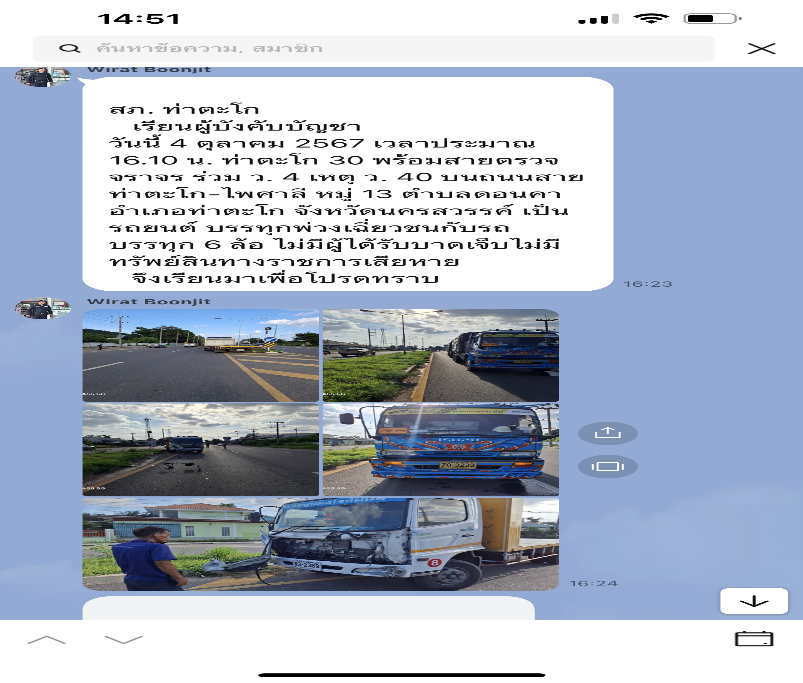 14:51
ค้นหาข้อความ, สมาชิก
Wirat Boonjit
สภ. ท่าตะโก
เรียนผู้บังคับบัญชา
วันนี้ 4 ตุลาคม 2567 เวลาประมาณ
16.10 น. ท่าตะโก 30 พร้อมสายตรวจ
จราจร ร่วม ว. 4 เหตุ ว. 40 บนถนนสาย
ท่าตะโก-ไพศาลี หมู่ 13 ตำบลดอนคา
อำเภอท่าตะโก จังหวัดนครสวรรค์ เป็น
รถยนต์ บรรทุกพ่วงเฉี่ยวชนกับรถ
บรรทุก 6 ล้อ ไม่มีผู้ได้รับบาดเจ็บไม่มี
ทรัพย์สินทางราชการเสียหาย
จึงเรียนมาเพื่อโปรดทราบ
16:23
Wirat Boonjit
8
16:24